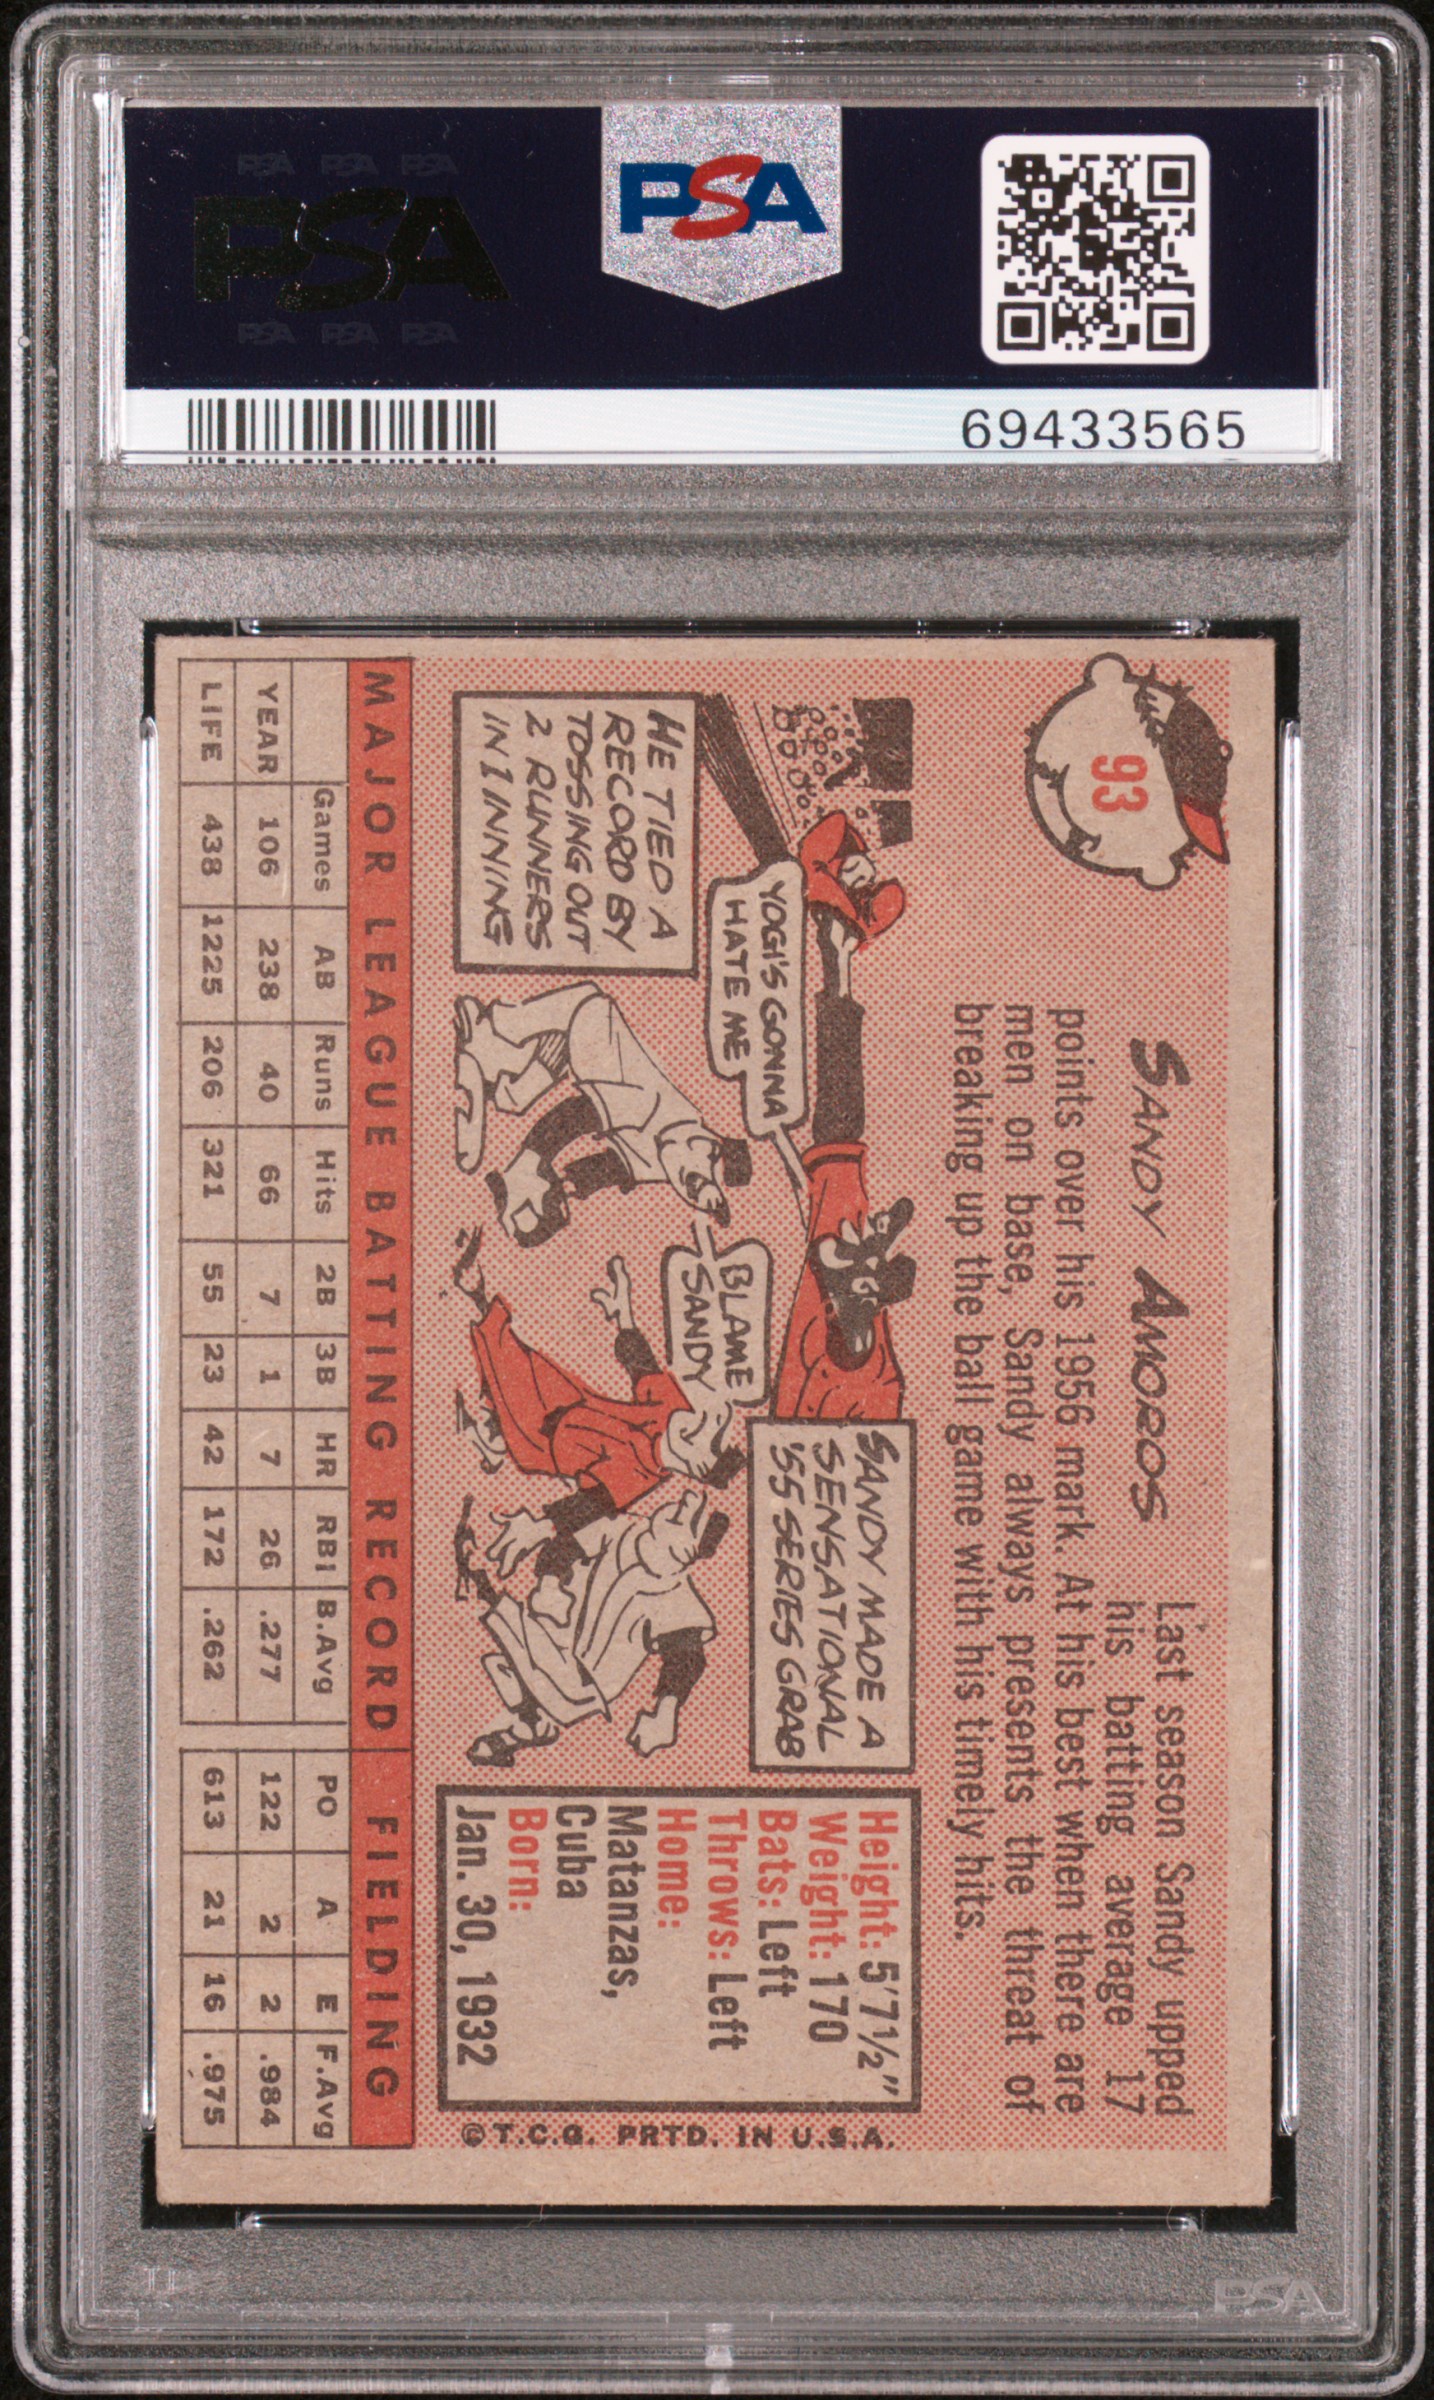 PSA PSA PSA
PSA
PSA PSA PSA
PSA
69433565
93
SANDY AMOROS
Last season Sandy upped
his batting average 17
points over his 1956 mark. At his best when there are
men on base, Sandy always presents the threat of
breaking up the ball game with his timely hits.
YOGI'S GONNA
HATE ME
HE TIED A
RECORD BY
TOSSING OUT
2 RUNNERS
IN 1 INNING
BLAME
SANDY
SANDY MADE A
SENSATIONAL
'55 SERIES GRAB
Height: 5'7½"
Weight: 170
Bats: Left
Throws: Left
Home:
Matanzas,
Cuba
Born:
Jan. 30, 1932
© T.C.G. PRTD. IN U.S.A.
MAJOR LEAGUE BATTING RECORD FIELDING
Games AB Runs Hits 2B 3B HR RBI B.Avg PO A E F.Avg
YEAR 106 238 40 66 7 1 7 26 .277 122 2 2 .984
LIFE 438 1225 206 321 55 23 42 172 .262 613 21 16 .975
PSA